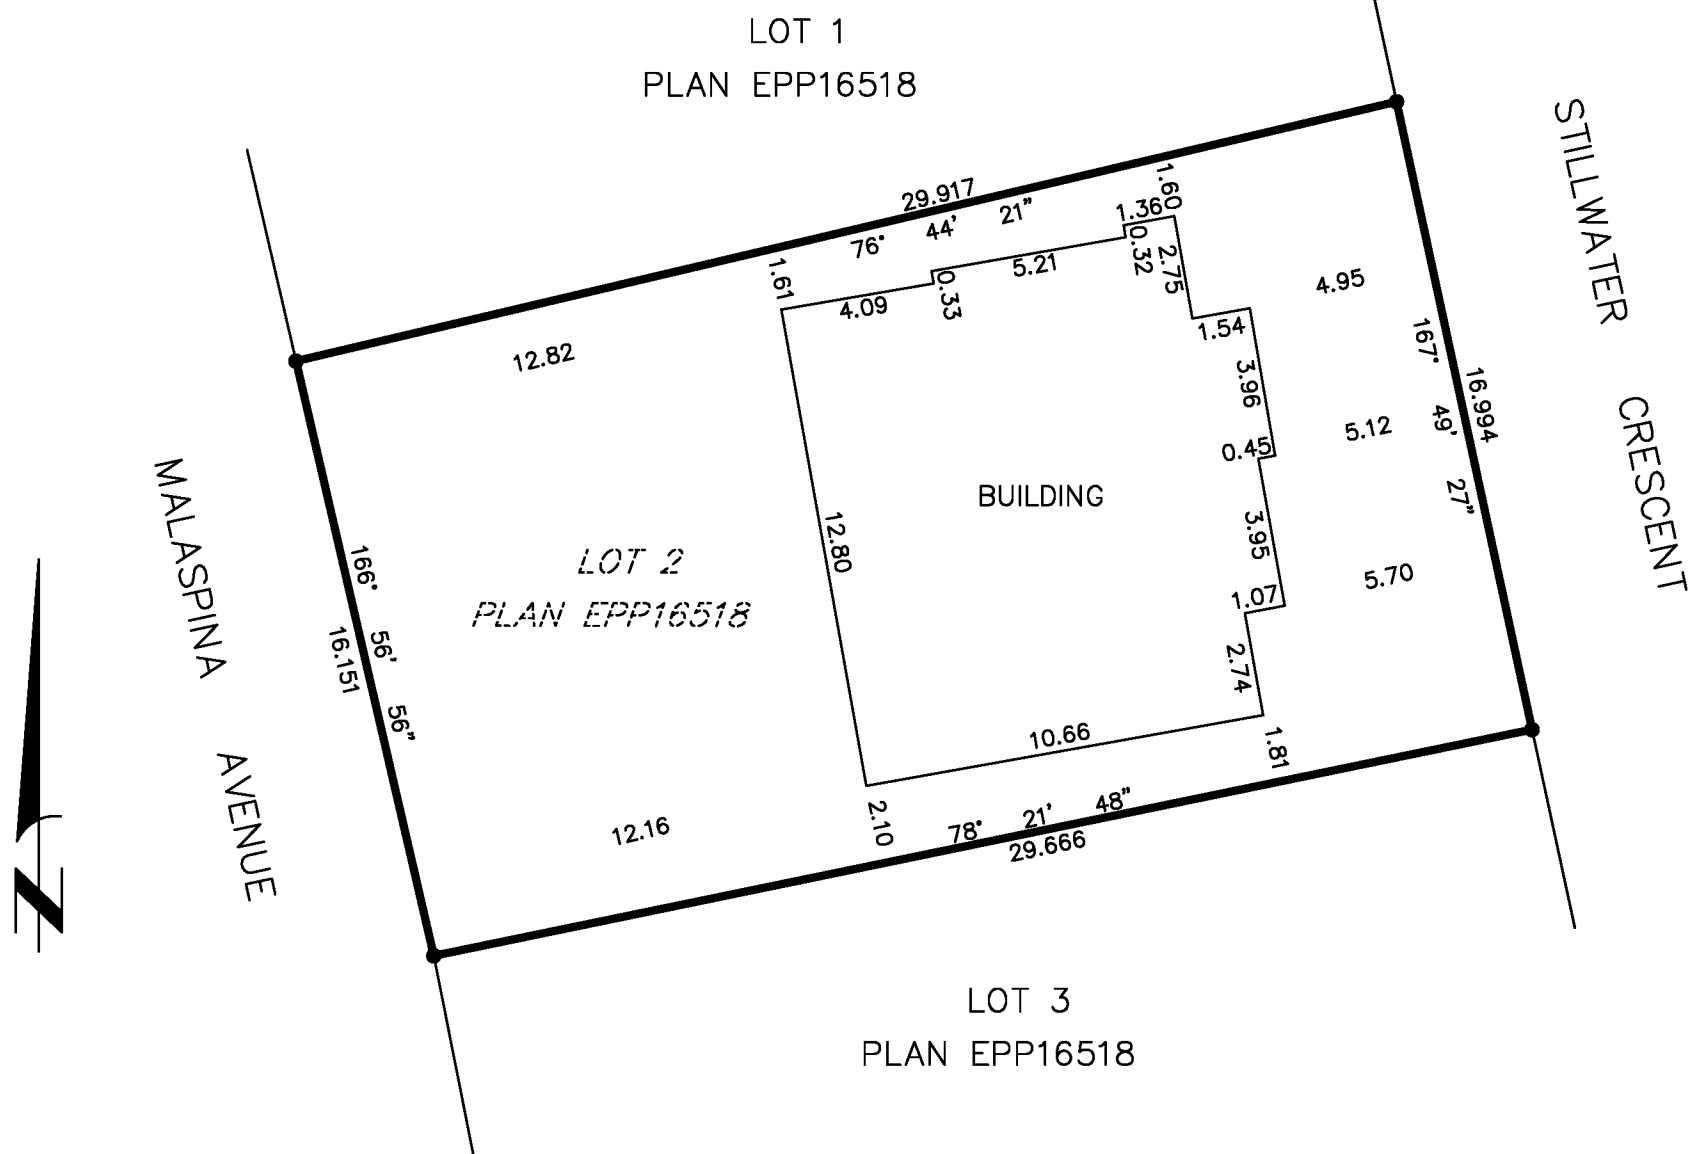 LOT 1
PLAN EPP16518
STILLWATER CRESCENT
29.917
76° 44' 21"
1.60
1.36
0.32
2.75
1.61
4.09
0.33
5.21
4.95
1.54
12.82
167° 49' 27"
16.994
3.96
5.12
0.45
BUILDING
MALASPINA AVENUE
12.80
3.95
LOT 2
PLAN EPP16518
166° 56' 56"
16.151
5.70
1.07
2.74
10.66
1.81
12.16
2.10
78° 21' 48"
29.666
N
LOT 3
PLAN EPP16518